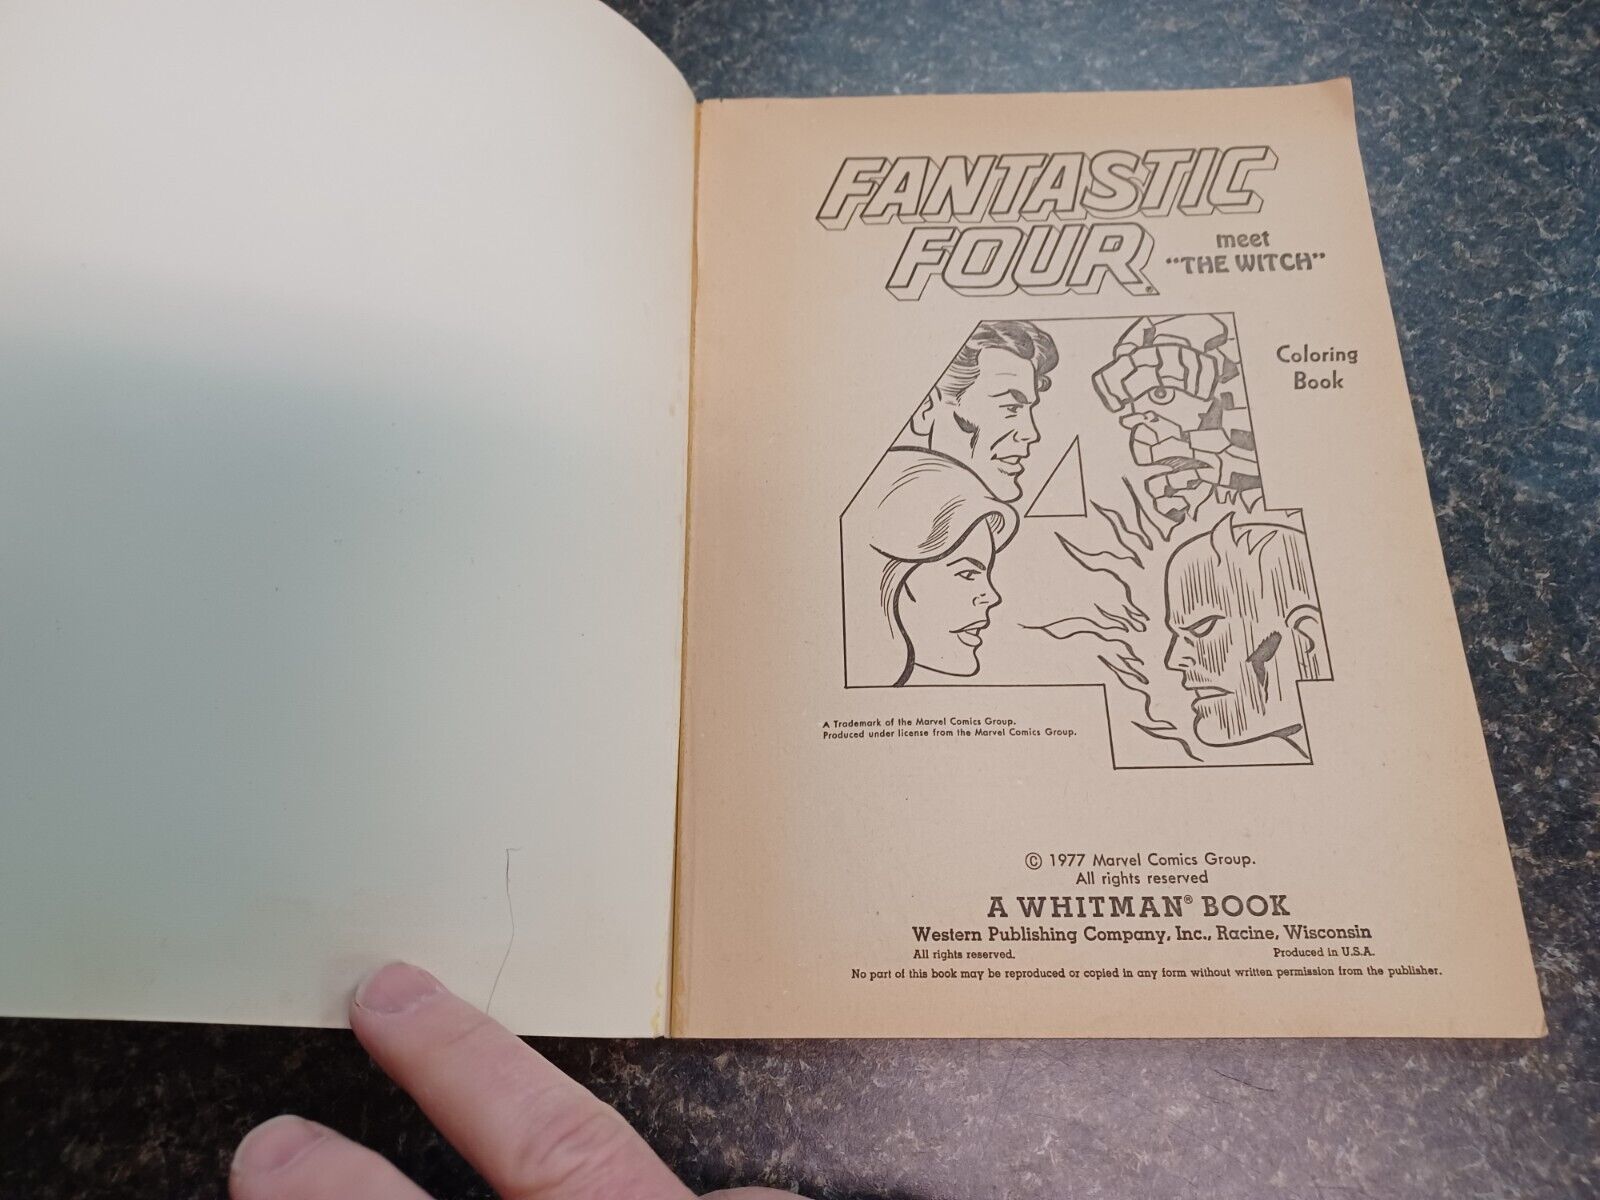 FANTASTIC
FOUR®
meet
"THE WITCH"
Coloring
Book
A Trademark of the Marvel Comics Group.
Produced under license from the Marvel Comics Group.
© 1977 Marvel Comics Group.
All rights reserved
A WHITMAN® BOOK
Western Publishing Company, Inc., Racine, Wisconsin
All rights reserved. Produced in U.S.A.
No part of this book may be reproduced or copied in any form without written permission from the publisher.